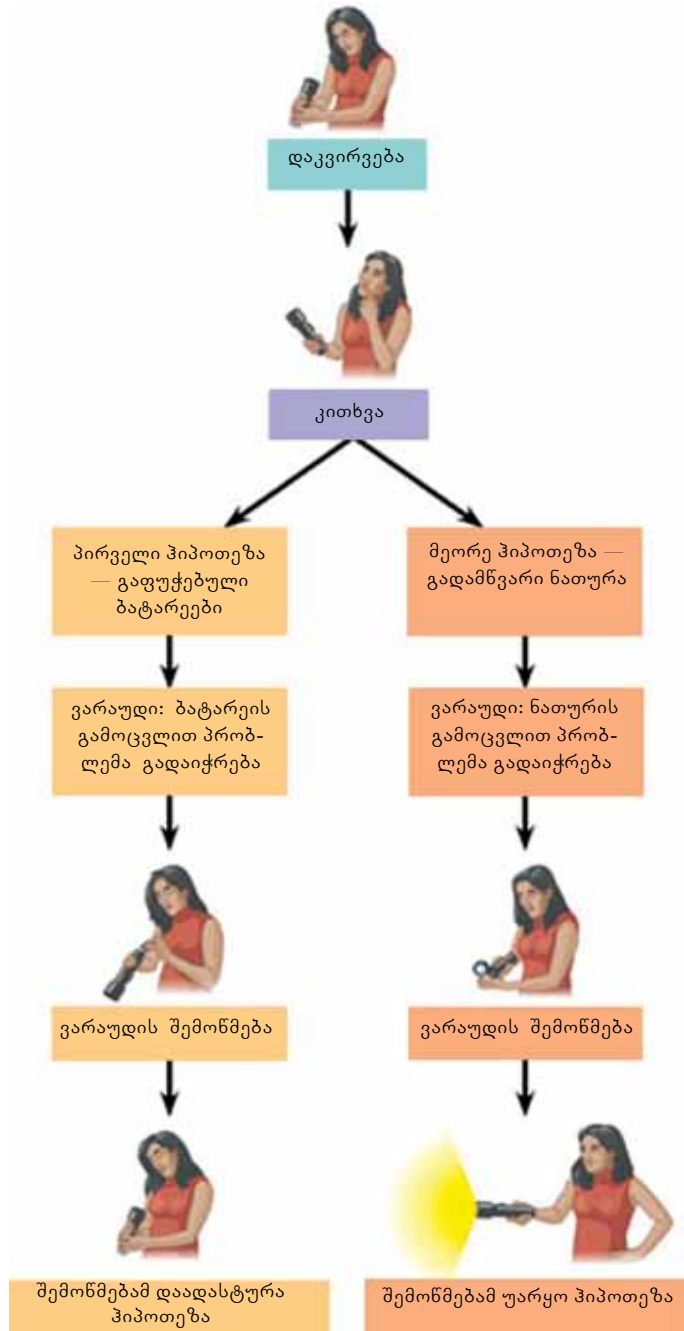 დაკვირვება
კითხვა
პირველი ჰიპოთეზა
— გაფუჭებული
ბატარეები
მეორე ჰიპოთეზა —
გადამწვარი ნათურა
ვარაუდი: ბატარეის
გამოცვლით პრობ-
ლემა გადაიჭრება
ვარაუდი: ნათურის
გამოცვლით პრობ-
ლემა გადაიჭრება
ვარაუდის შემოწმება
ვარაუდის შემოწმება
შემოწმებამ დაადასტურა
ჰიპოთეზა
შემოწმებამ უარყო ჰიპოთეზა